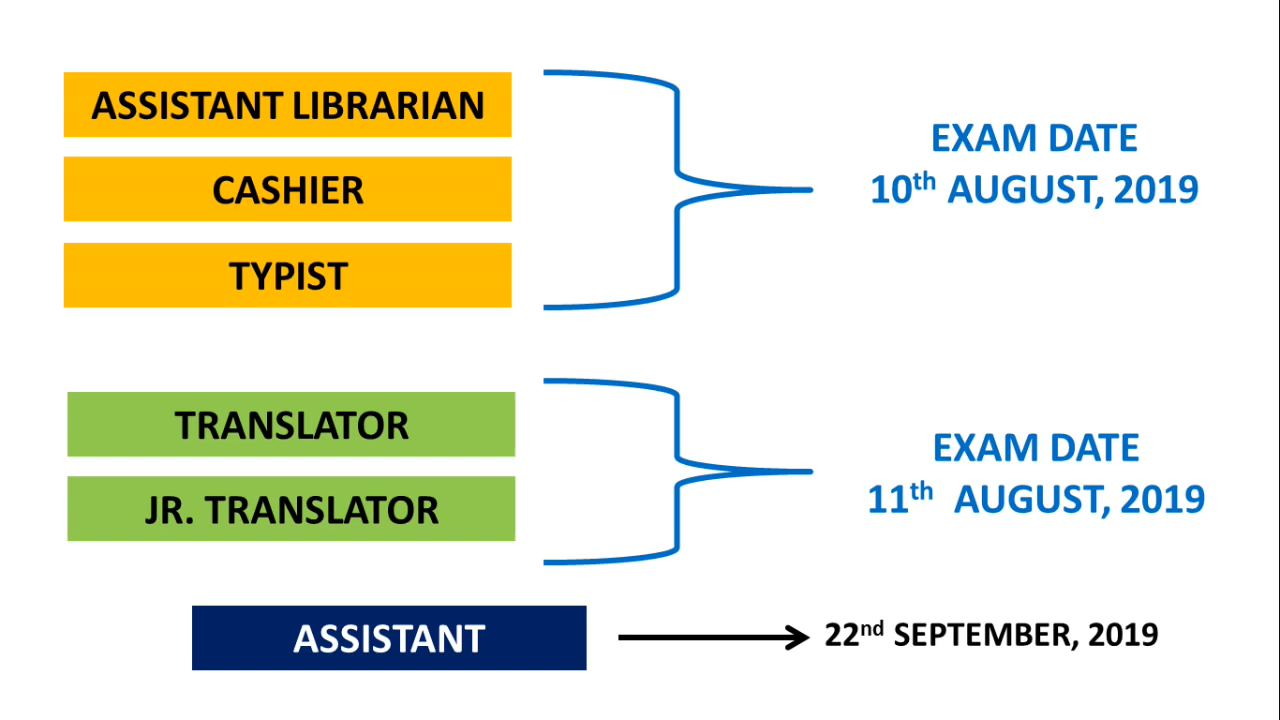 ASSISTANT LIBRARIAN
CASHIER
TYPIST
EXAM DATE
10th AUGUST, 2019
TRANSLATOR
JR. TRANSLATOR
EXAM DATE
11th AUGUST, 2019
ASSISTANT
22nd SEPTEMBER, 2019